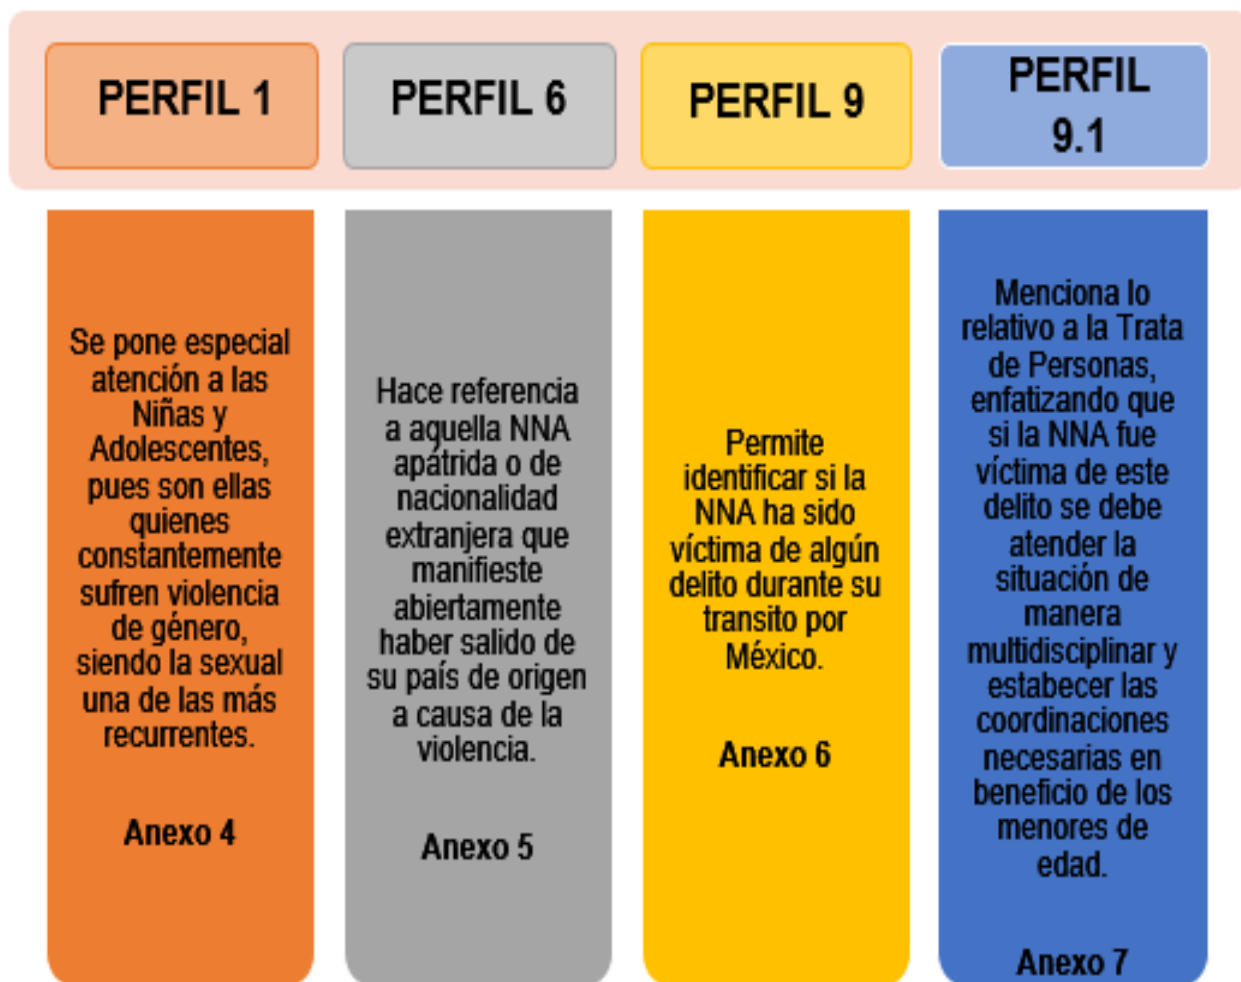 PERFIL 1
Se pone especial
atención a las
Niñas y
Adolescentes,
pues son ellas
quienes
constantemente
sufren violencia
de género,
siendo la sexual
una de las más
recurrentes.
Anexo 4
PERFIL 6
Hace referencia
a aquella NNA
apátrida o de
nacionalidad
extranjera que
manifieste
abiertamente
haber salido de
su país de origen
a causa de la
violencia.
Anexo 5
PERFIL 9
Permite
identificar si la
NNA ha sido
víctima de algún
delito durante su
transito por
México.
Anexo 6
PERFIL
9.1
Menciona lo
relativo a la Trata
de Personas,
enfatizando que
si la NNA fue
víctima de este
delito se debe
atender la
situación de
manera
multidisciplinar y
estabecer las
coordinaciones
necesarias en
beneficio de los
menores de
edad.
Anexo 7